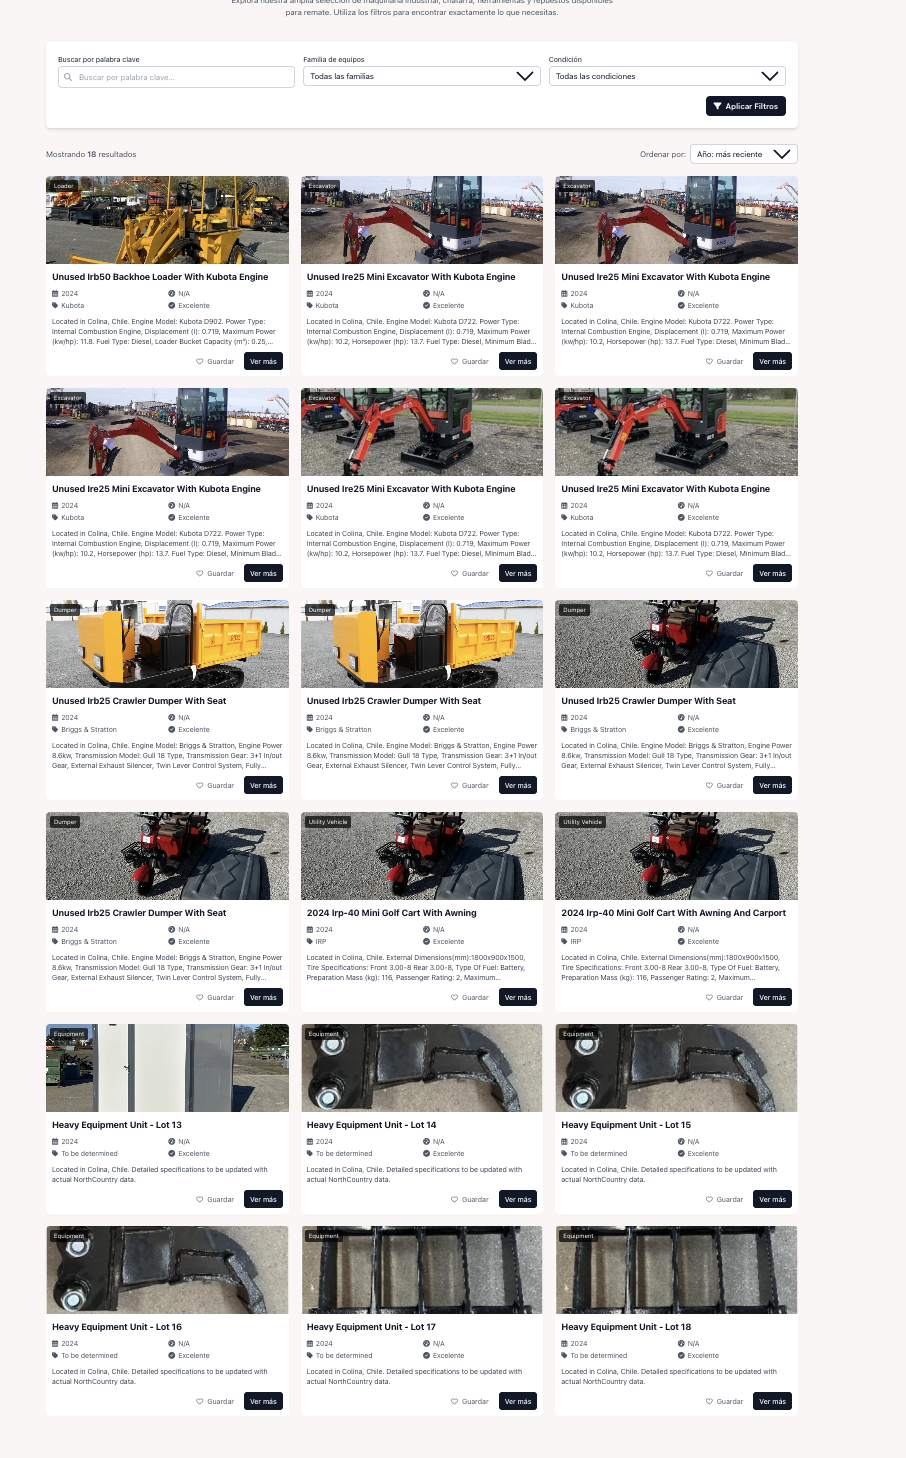 Explora nuestra amplia selección de maquinaria industrial, chatarra, herramientas y repuestos disponibles
para remate. Utiliza los filtros para encontrar exactamente lo que necesitas.
Buscar por palabra clave
Buscar por palabra clave...
Familia de equipos
Todas las familias
Condición
Todas las condiciones
Aplicar Filtros
Mostrando 18 resultados
Ordenar por:
Año: más reciente
Loader
Unused Irb50 Backhoe Loader With Kubota Engine
2024
N/A
Kubota
Excelente
Located in Colina, Chile. Engine Model: Kubota D902. Power Type:
Internal Combustion Engine, Displacement (l): 0.719, Maximum Power
(kw/hp): 11.8. Fuel Type: Diesel, Loader Bucket Capacity (m³): 0.25,...
Guardar
Ver más
Excavator
Unused Ire25 Mini Excavator With Kubota Engine
2024
N/A
Kubota
Excelente
Located in Colina, Chile. Engine Model: Kubota D722. Power Type:
Internal Combustion Engine, Displacement (l): 0.719, Maximum Power
(kw/hp): 10.2, Horsepower (hp): 13.7. Fuel Type: Diesel, Minimum Blad...
Guardar
Ver más
Excavator
Unused Ire25 Mini Excavator With Kubota Engine
2024
N/A
Kubota
Excelente
Located in Colina, Chile. Engine Model: Kubota D722. Power Type:
Internal Combustion Engine, Displacement (l): 0.719, Maximum Power
(kw/hp): 10.2, Horsepower (hp): 13.7. Fuel Type: Diesel, Minimum Blad...
Guardar
Ver más
Excavator
Unused Ire25 Mini Excavator With Kubota Engine
2024
N/A
Kubota
Excelente
Located in Colina, Chile. Engine Model: Kubota D722. Power Type:
Internal Combustion Engine, Displacement (l): 0.719, Maximum Power
(kw/hp): 10.2, Horsepower (hp): 13.7. Fuel Type: Diesel, Minimum Blad...
Guardar
Ver más
Excavator
Unused Ire25 Mini Excavator With Kubota Engine
2024
N/A
Kubota
Excelente
Located in Colina, Chile. Engine Model: Kubota D722. Power Type:
Internal Combustion Engine, Displacement (l): 0.719, Maximum Power
(kw/hp): 10.2, Horsepower (hp): 13.7. Fuel Type: Diesel, Minimum Blad...
Guardar
Ver más
Excavator
Unused Ire25 Mini Excavator With Kubota Engine
2024
N/A
Kubota
Excelente
Located in Colina, Chile. Engine Model: Kubota D722. Power Type:
Internal Combustion Engine, Displacement (l): 0.719, Maximum Power
(kw/hp): 10.2, Horsepower (hp): 13.7. Fuel Type: Diesel, Minimum Blad...
Guardar
Ver más
Dumper
Unused Irb25 Crawler Dumper With Seat
2024
N/A
Briggs & Stratton
Excelente
Located in Colina, Chile. Engine Model: Briggs & Stratton, Engine Power
8.6kw, Transmission Model: Gull 18 Type, Transmission Gear: 3+1 In/out
Gear, External Exhaust Silencer, Twin Lever Control System, Fully...
Guardar
Ver más
Dumper
Unused Irb25 Crawler Dumper With Seat
2024
N/A
Briggs & Stratton
Excelente
Located in Colina, Chile. Engine Model: Briggs & Stratton, Engine Power
8.6kw, Transmission Model: Gull 18 Type, Transmission Gear: 3+1 In/out
Gear, External Exhaust Silencer, Twin Lever Control System, Fully...
Guardar
Ver más
Dumper
Unused Irb25 Crawler Dumper With Seat
2024
N/A
Briggs & Stratton
Excelente
Located in Colina, Chile. Engine Model: Briggs & Stratton, Engine Power
8.6kw, Transmission Model: Gull 18 Type, Transmission Gear: 3+1 In/out
Gear, External Exhaust Silencer, Twin Lever Control System, Fully...
Guardar
Ver más
Dumper
Unused Irb25 Crawler Dumper With Seat
2024
N/A
Briggs & Stratton
Excelente
Located in Colina, Chile. Engine Model: Briggs & Stratton, Engine Power
8.6kw, Transmission Model: Gull 18 Type, Transmission Gear: 3+1 In/out
Gear, External Exhaust Silencer, Twin Lever Control System, Fully...
Guardar
Ver más
Utility Vehicle
2024 Irp-40 Mini Golf Cart With Awning
2024
N/A
IRP
Excelente
Located in Colina, Chile. External Dimensions(mm):1800x900x1500,
Tire Specifications: Front 3.00-8 Rear 3.00-8, Type Of Fuel: Battery,
Preparation Mass (kg): 116, Passenger Rating: 2, Maximum...
Guardar
Ver más
Utility Vehicle
2024 Irp-40 Mini Golf Cart With Awning And Carport
2024
N/A
IRP
Excelente
Located in Colina, Chile. External Dimensions(mm):1800x900x1500,
Tire Specifications: Front 3.00-8 Rear 3.00-8, Type Of Fuel: Battery,
Preparation Mass (kg): 116, Passenger Rating: 2, Maximum...
Guardar
Ver más
Equipment
Heavy Equipment Unit - Lot 13
2024
N/A
To be determined
Excelente
Located in Colina, Chile. Detailed specifications to be updated with
actual NorthCountry data.
Guardar
Ver más
Equipment
Heavy Equipment Unit - Lot 14
2024
N/A
To be determined
Excelente
Located in Colina, Chile. Detailed specifications to be updated with
actual NorthCountry data.
Guardar
Ver más
Equipment
Heavy Equipment Unit - Lot 15
2024
N/A
To be determined
Excelente
Located in Colina, Chile. Detailed specifications to be updated with
actual NorthCountry data.
Guardar
Ver más
Equipment
Heavy Equipment Unit - Lot 16
2024
N/A
To be determined
Excelente
Located in Colina, Chile. Detailed specifications to be updated with
actual NorthCountry data.
Guardar
Ver más
Equipment
Heavy Equipment Unit - Lot 17
2024
N/A
To be determined
Excelente
Located in Colina, Chile. Detailed specifications to be updated with
actual NorthCountry data.
Guardar
Ver más
Equipment
Heavy Equipment Unit - Lot 18
2024
N/A
To be determined
Excelente
Located in Colina, Chile. Detailed specifications to be updated with
actual NorthCountry data.
Guardar
Ver más